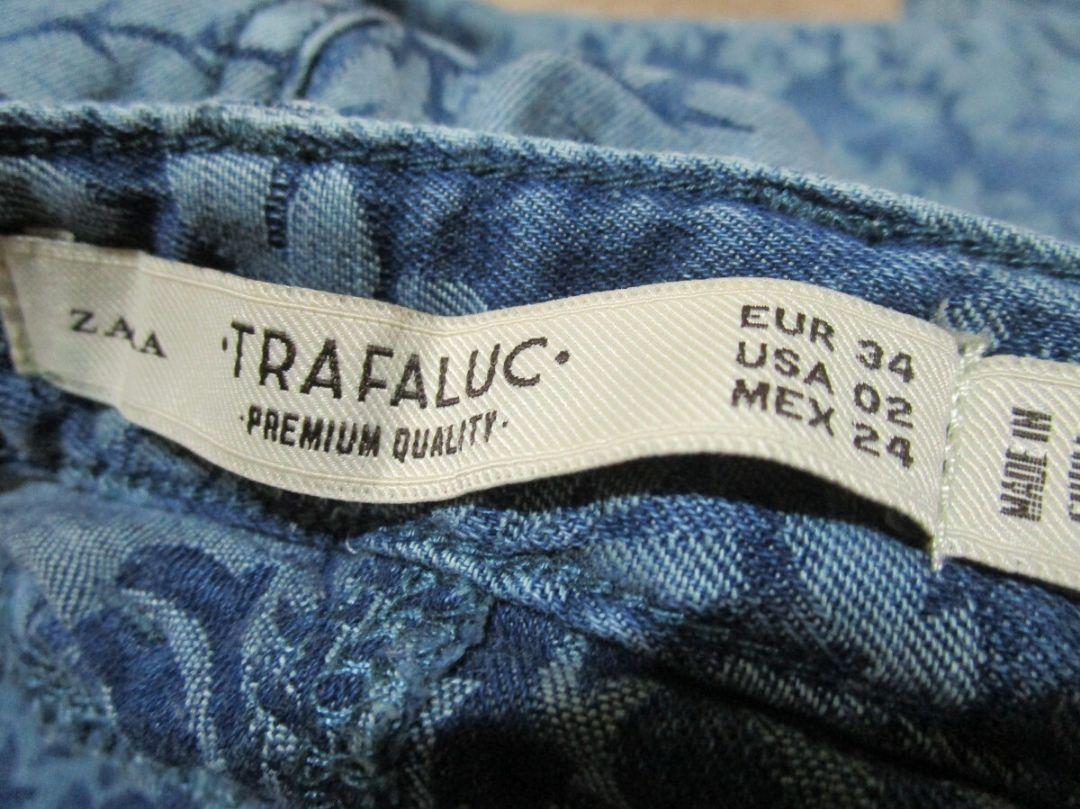 ZAA
·TRAFALUC·
·PREMIUM QUALITY·
EUR 34
USA 02
MEX 24
MADE IN